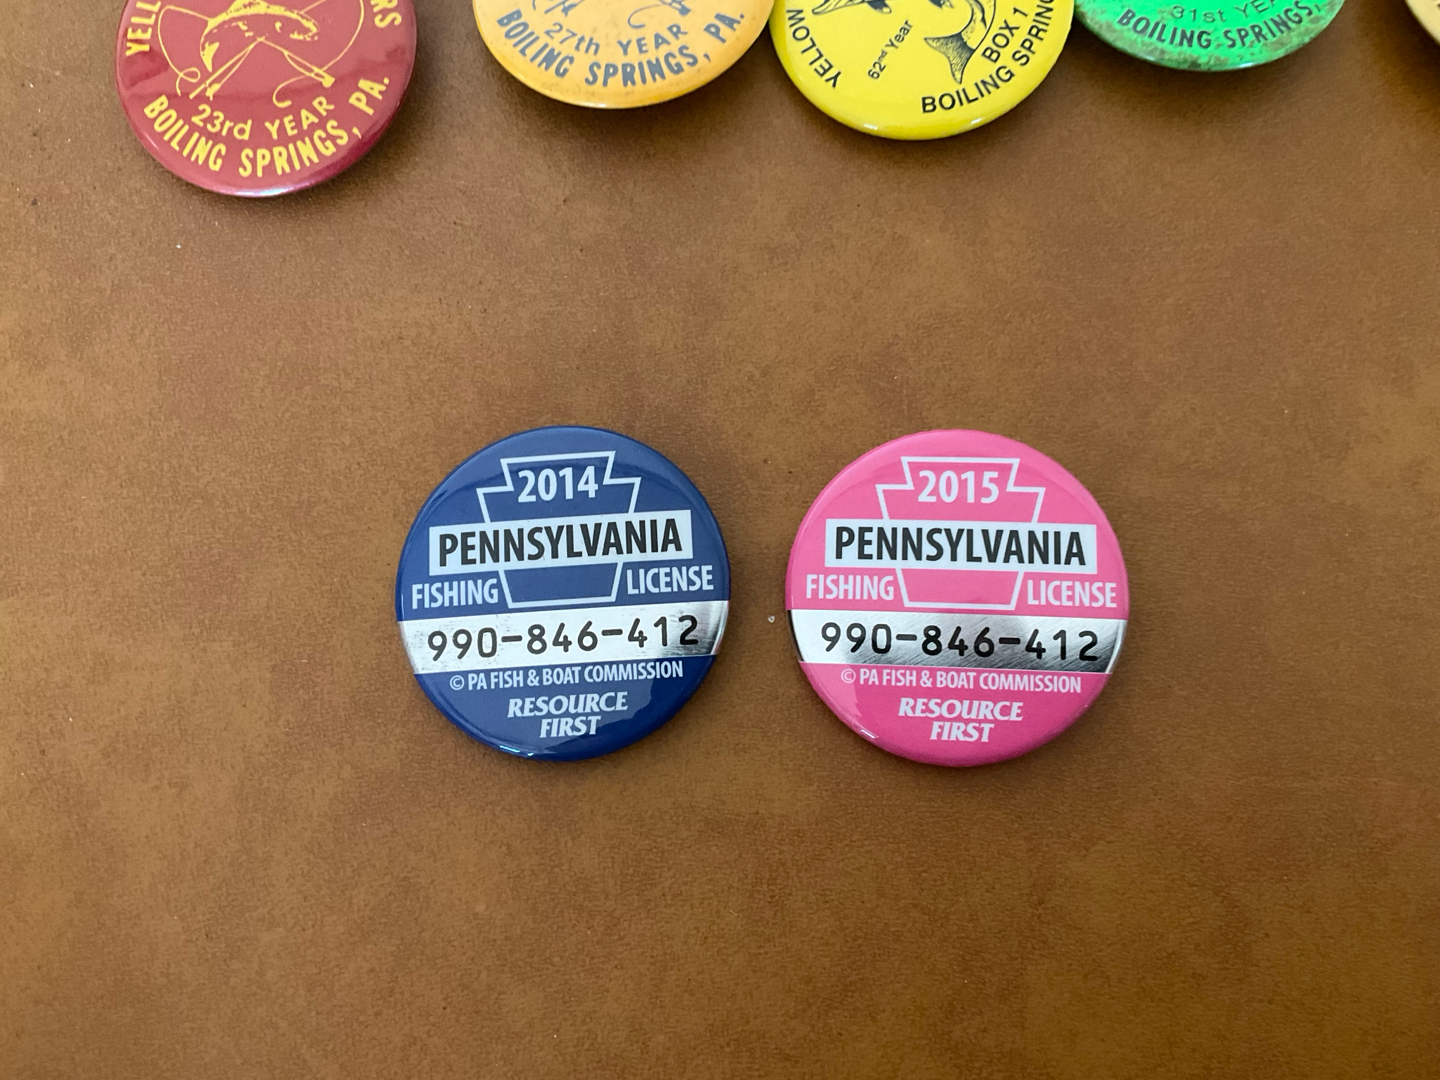 YELL
23rd YEAR
BOILING SPRINGS, PA.
27th YEAR
BOILING SPRINGS, PA.
YELLOW
62nd Year
BOX 1
BOILING SPRING
31st YEA
BOILING SPRINGS,
2014
PENNSYLVANIA
FISHING LICENSE
990-846-412
© PA FISH & BOAT COMMISSION
RESOURCE
FIRST
2015
PENNSYLVANIA
FISHING LICENSE
990-846-412
© PA FISH & BOAT COMMISSION
RESOURCE
FIRST